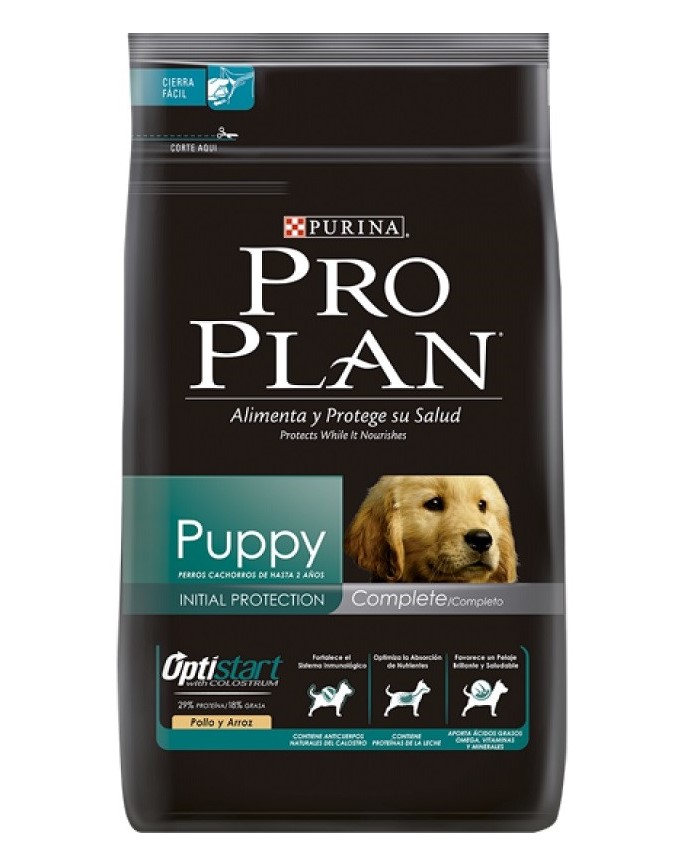 CIERRA
FÁCIL
CORTE AQUI
PURINA
PRO
PLAN
Alimenta y Protege su Salud
Protects While It Nourishes
Puppy
PERROS CACHORROS DE HASTA 2 AÑOS
INITIAL PROTECTION
Complete/Completo
Optistart
with COLOSTRUM
29% PROTEÍNA/18% GRASA
Pollo y Arroz
Fortalece el
Sistema Inmunológico
CONTIENE ANTICUERPOS
NATURALES DEL CALOSTRO
Optimiza la Absorción
de Nutrientes
CONTIENE
PROTEÍNAS DE LA LECHE
Favorece un Pelaje
Brillante y Saludable
APORTA ÁCIDOS GRASOS
OMEGA, VITAMINAS
Y MINERALES